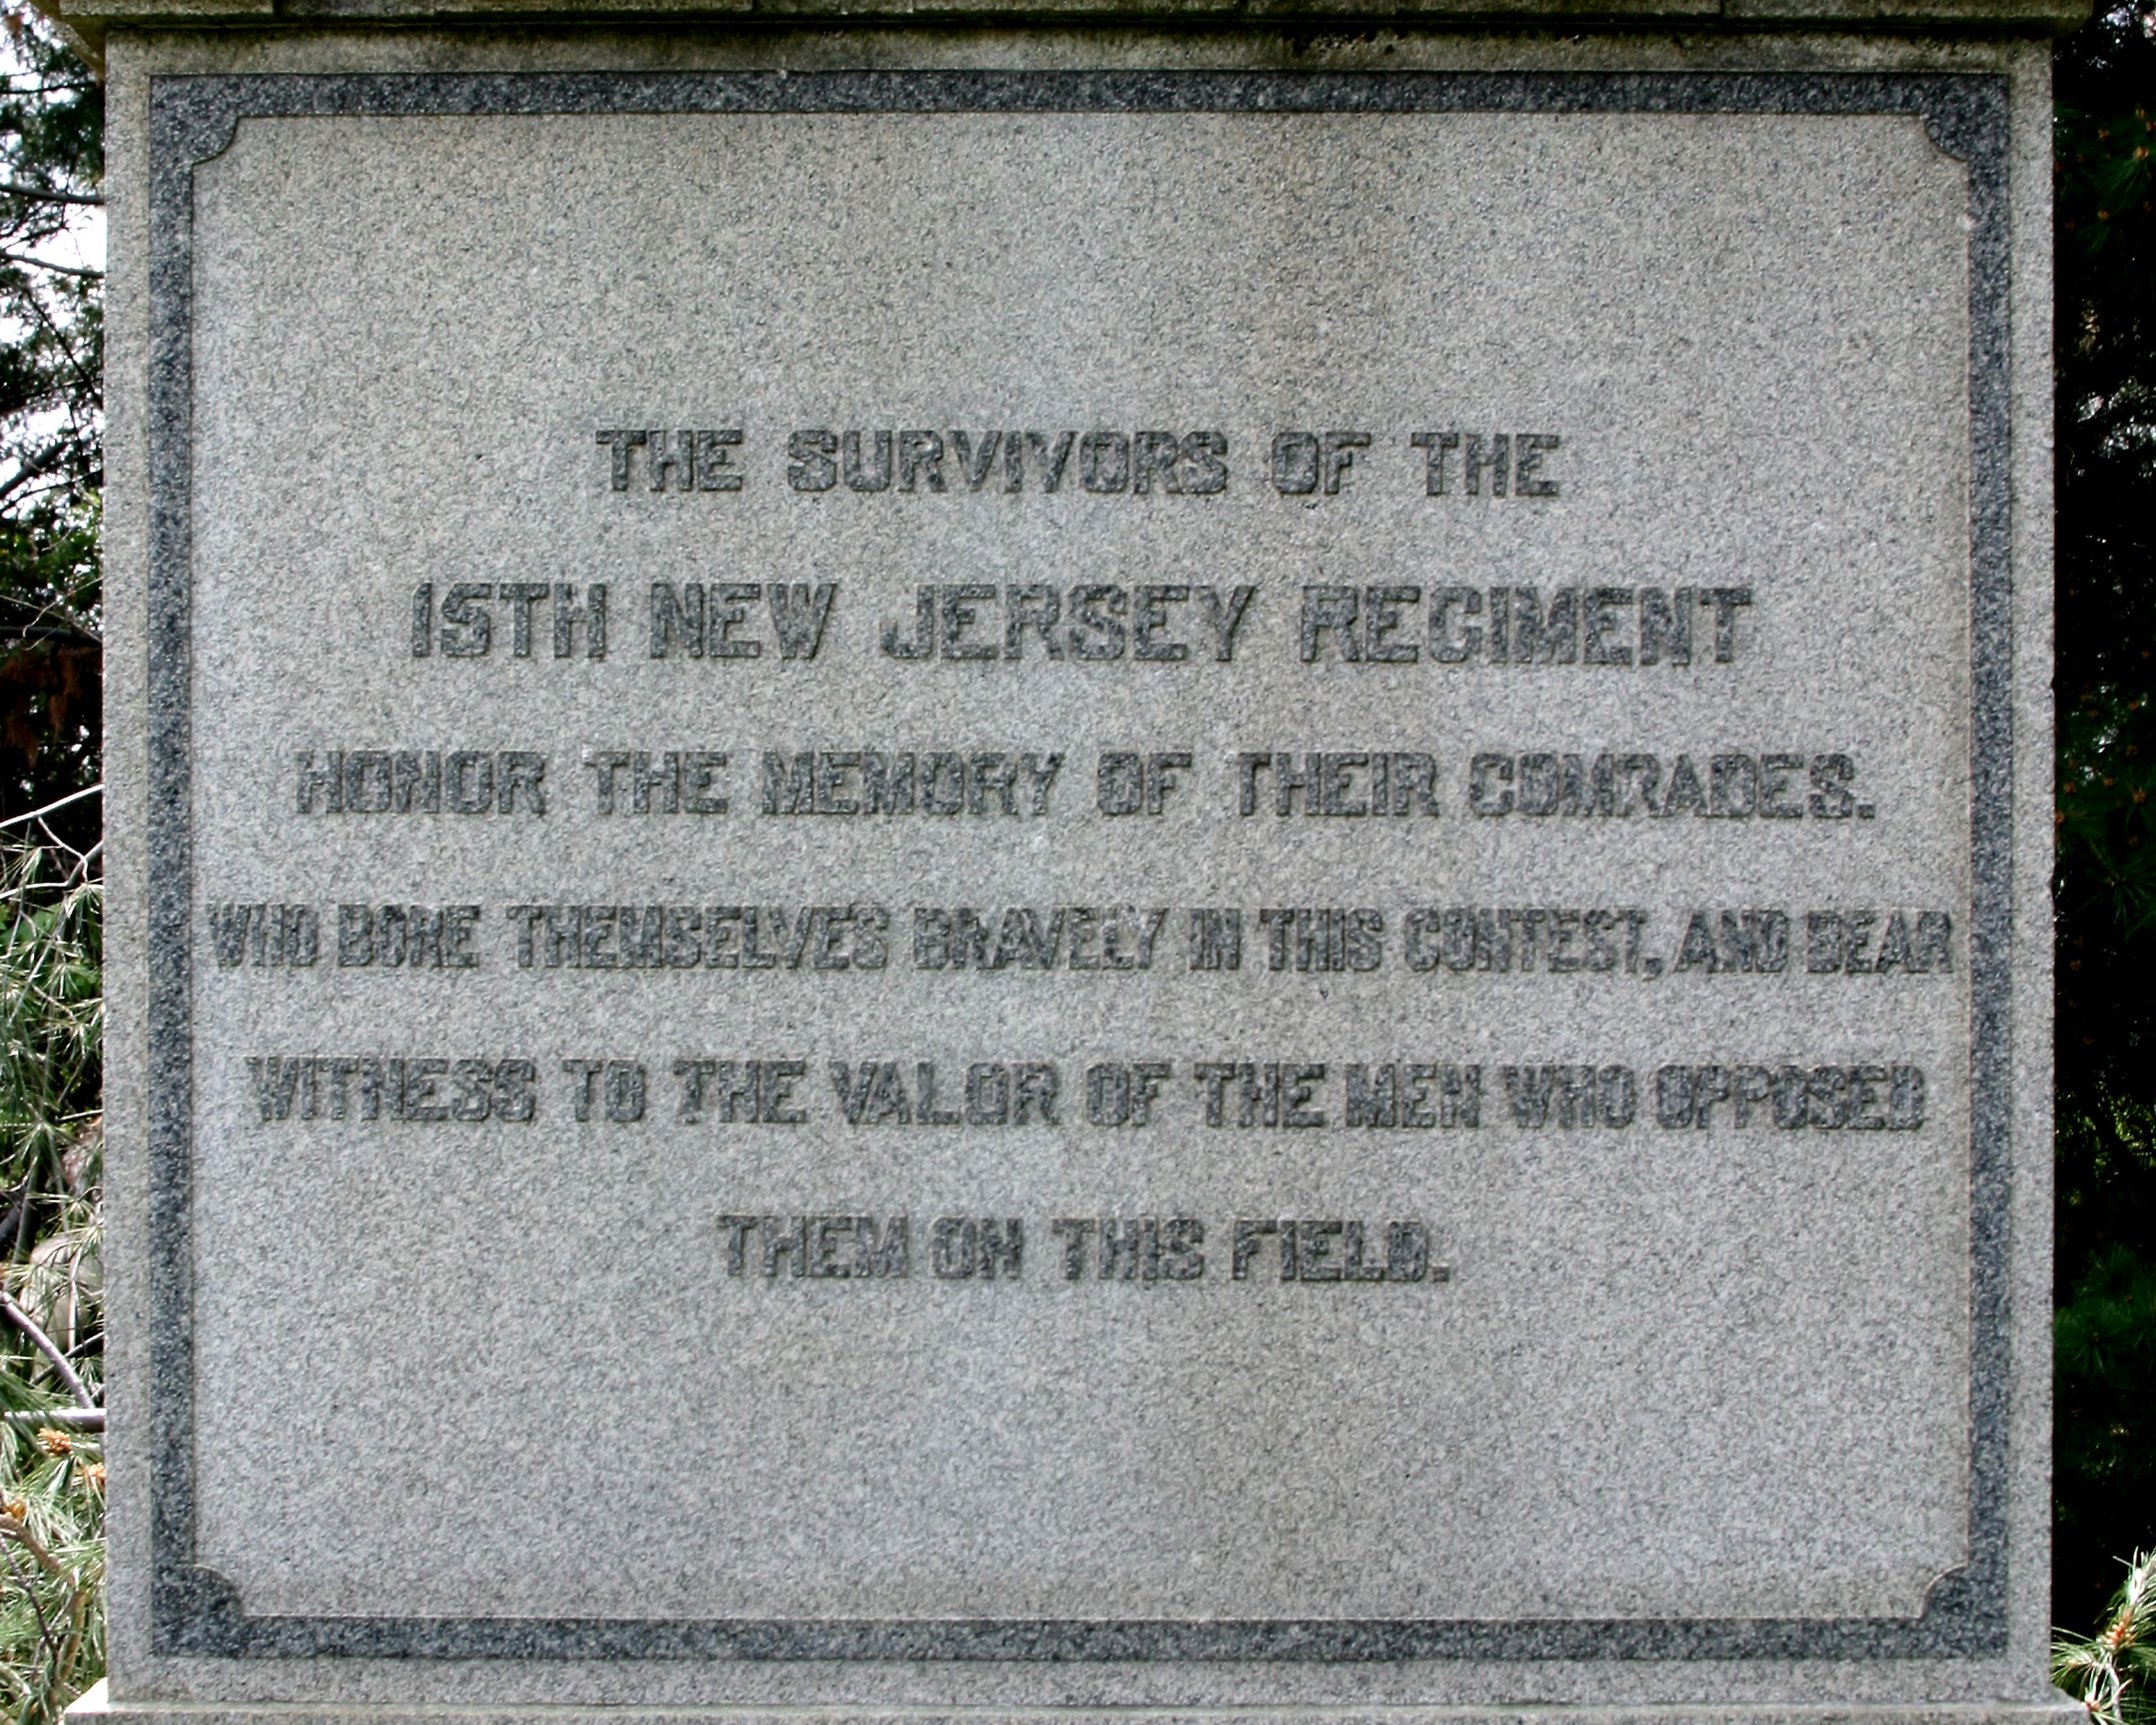 THE SURVIVORS OF THE
15TH NEW JERSEY REGIMENT
HONOR THE MEMORY OF THEIR COMRADES.
WHO BORE THEMSELVES BRAVELY IN THIS CONTEST, AND BEAR
WITNESS TO THE VALOR OF THE MEN WHO OPPOSED
THEM ON THIS FIELD.